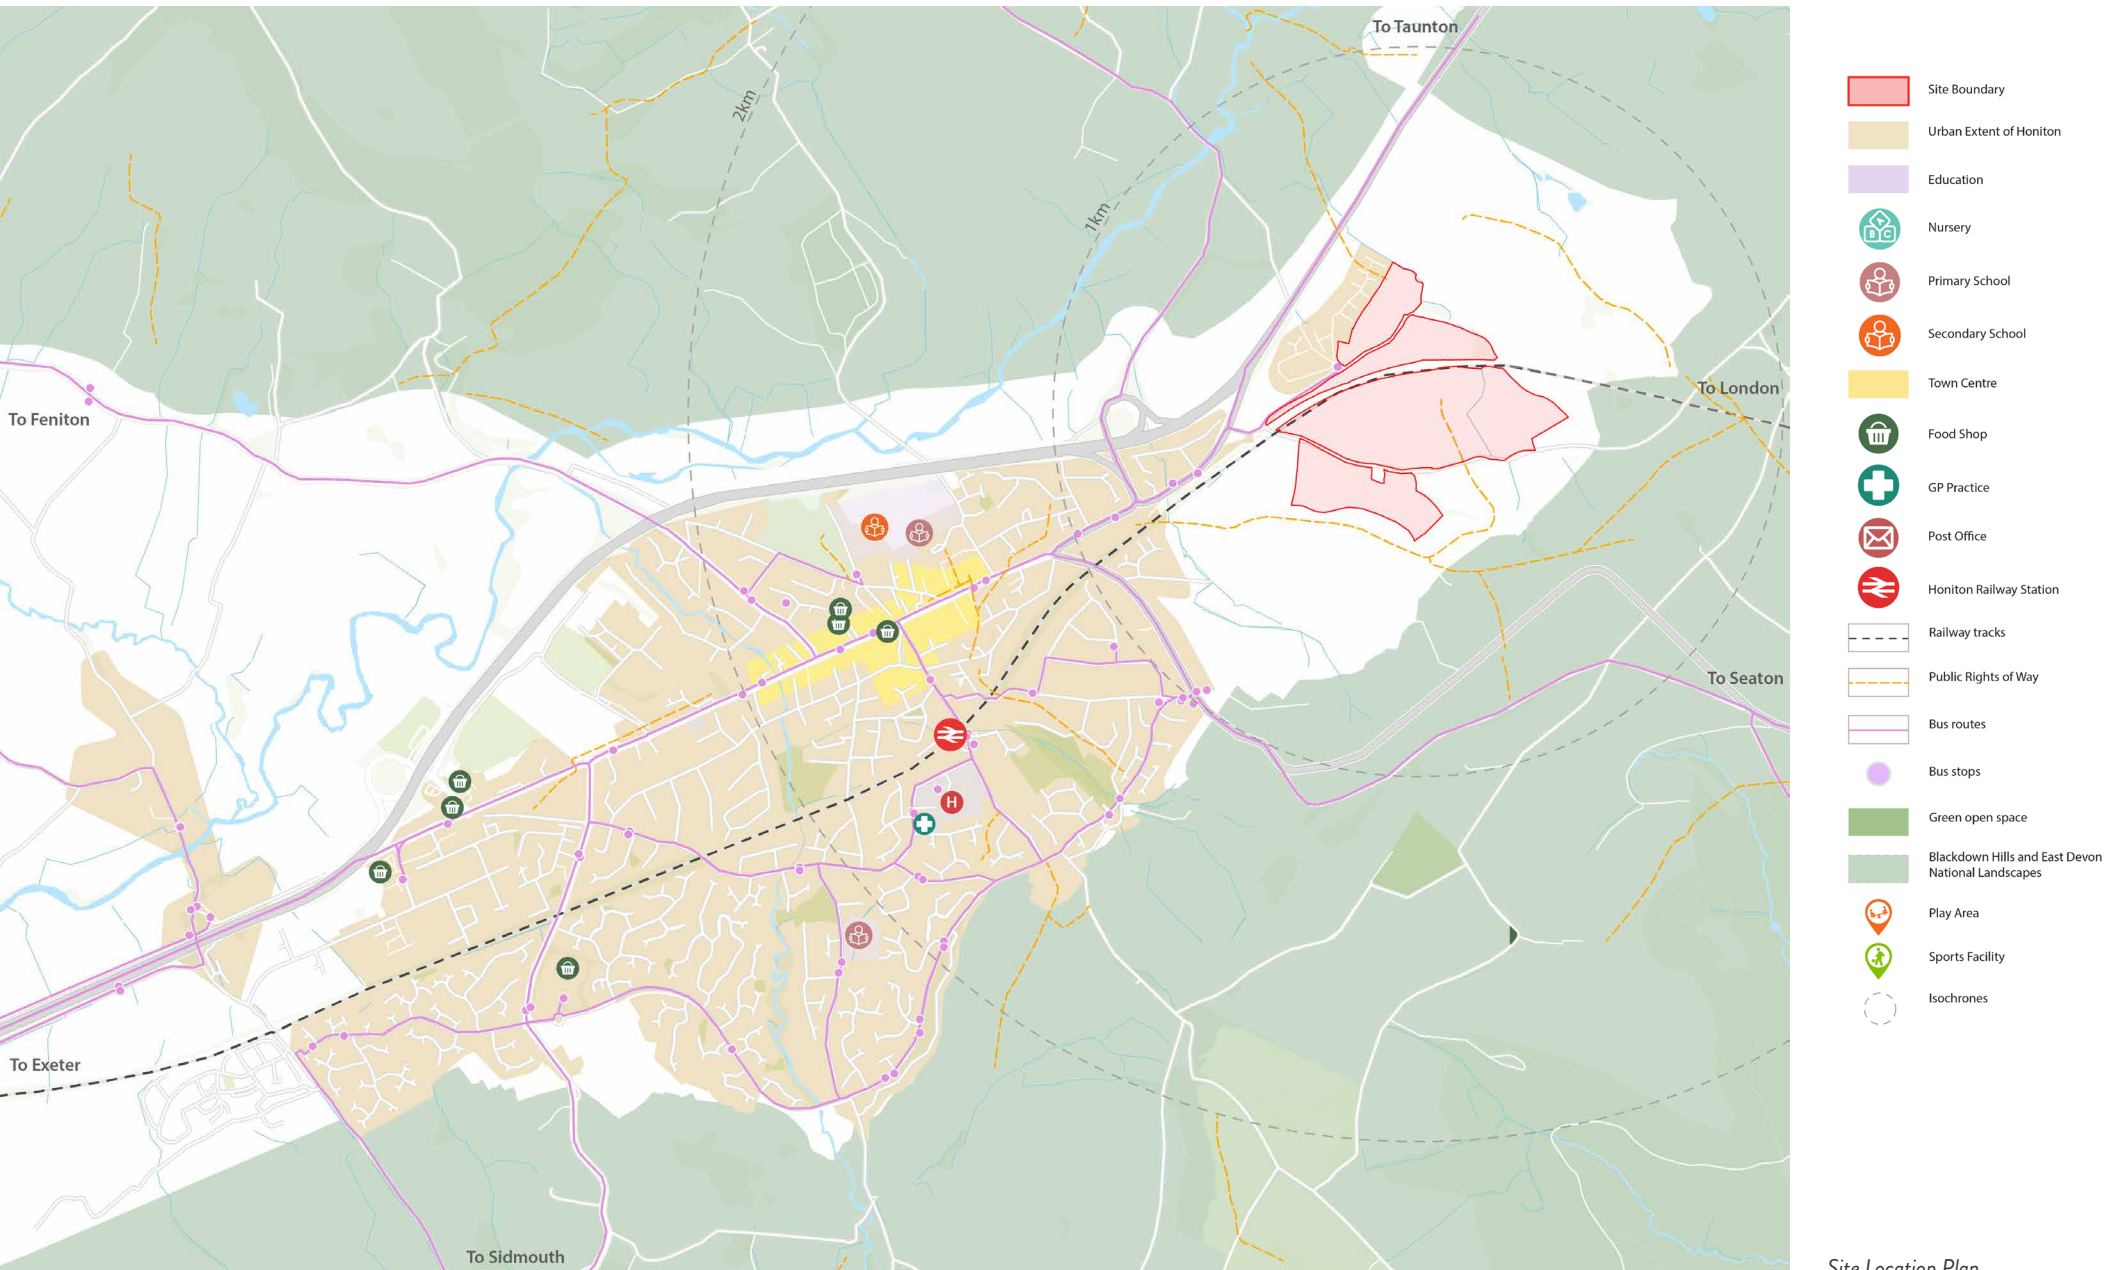 To Taunton
2km
1km
To London
To Feniton
To Seaton
H
To Exeter
To Sidmouth
Site Boundary
Urban Extent of Honiton
Education
B C
Nursery
Primary School
Secondary School
Town Centre
Food Shop
GP Practice
Post Office
Honiton Railway Station
Railway tracks
Public Rights of Way
Bus routes
Bus stops
Green open space
Blackdown Hills and East Devon
National Landscapes
Play Area
Sports Facility
Isochrones
Site Location Plan